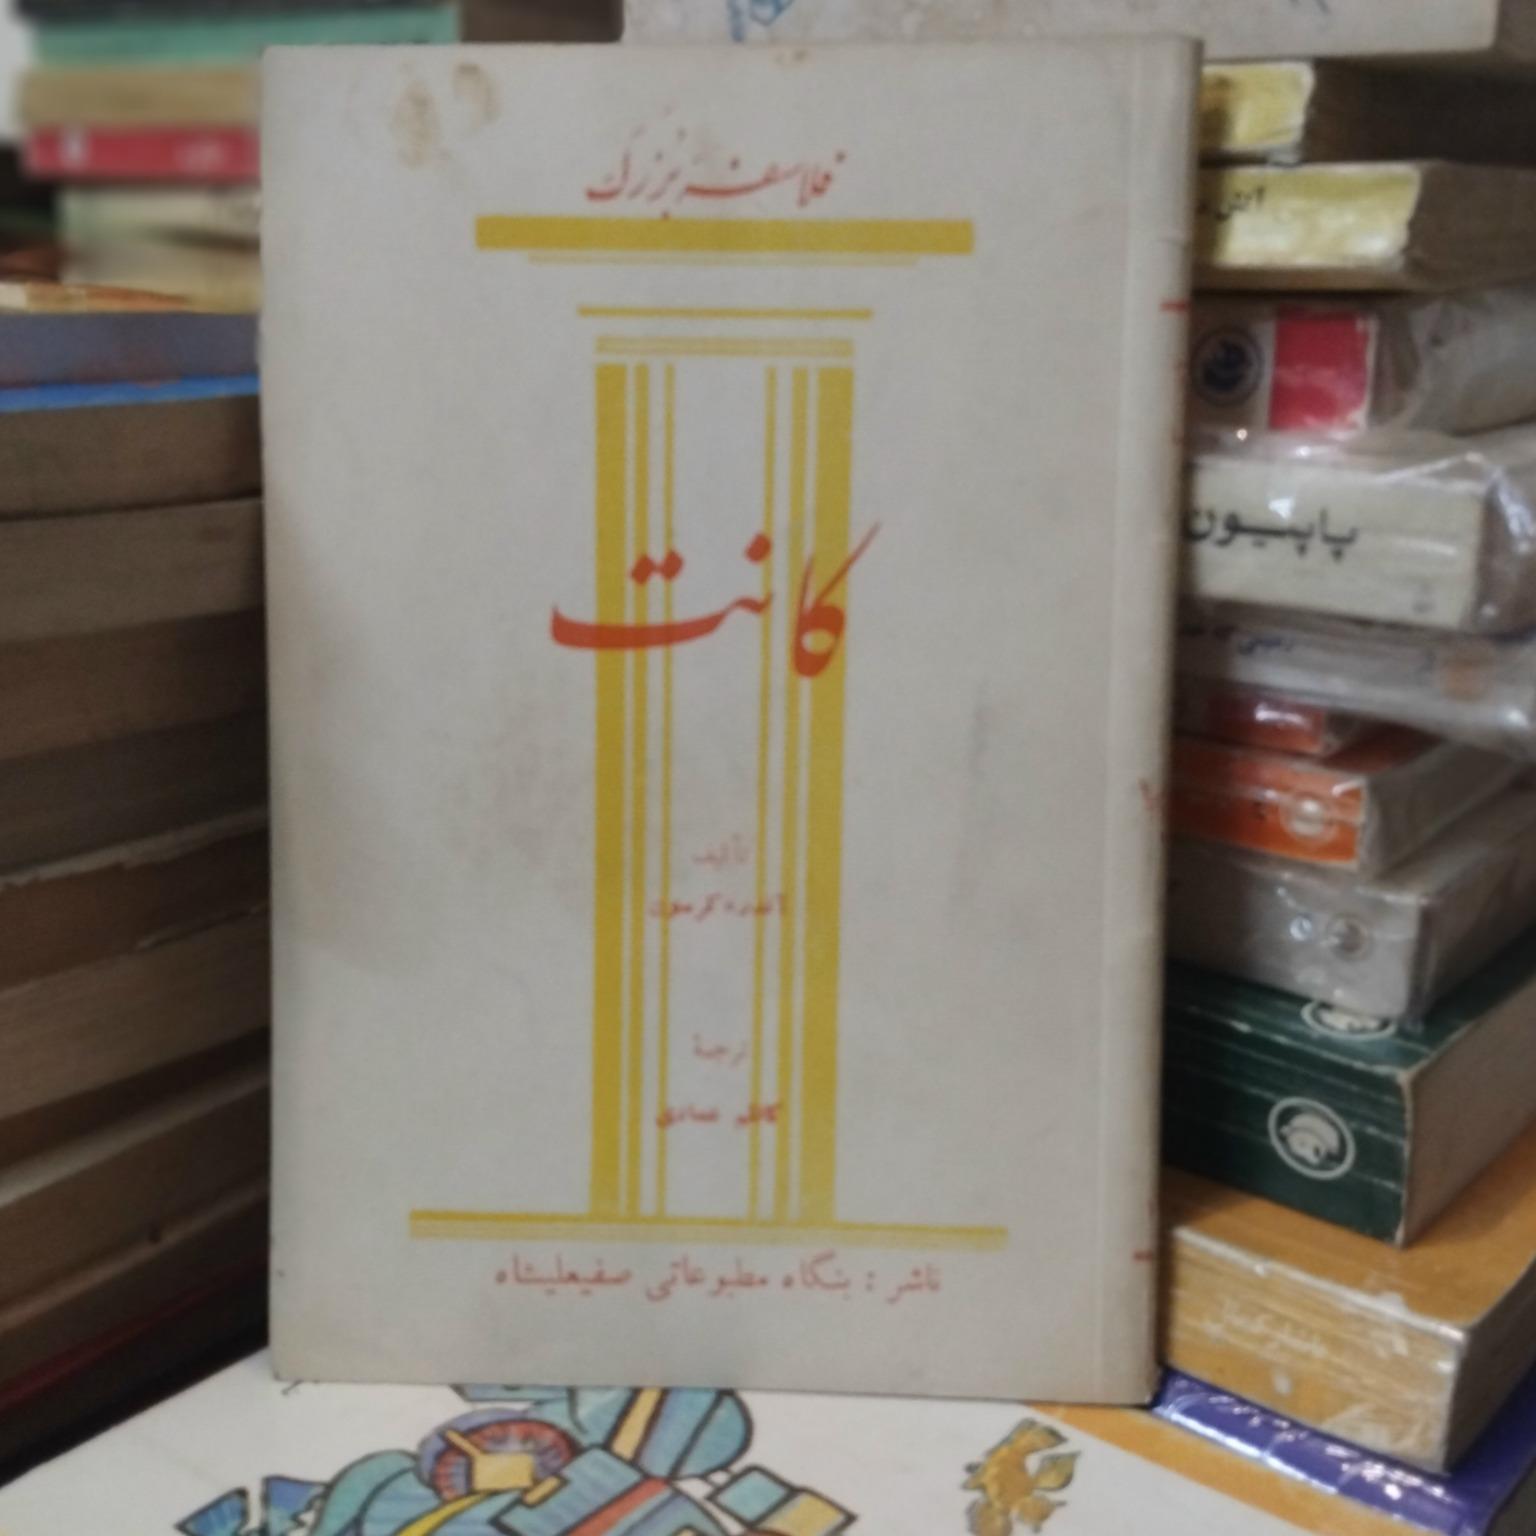 فلاسفه بزرگ
کانت
تألیف
آندره کرسون
ترجمهٔ
کاظم عمادی
ناشر : بنگاه مطبوعاتی صفیعلیشاه
پاپیون